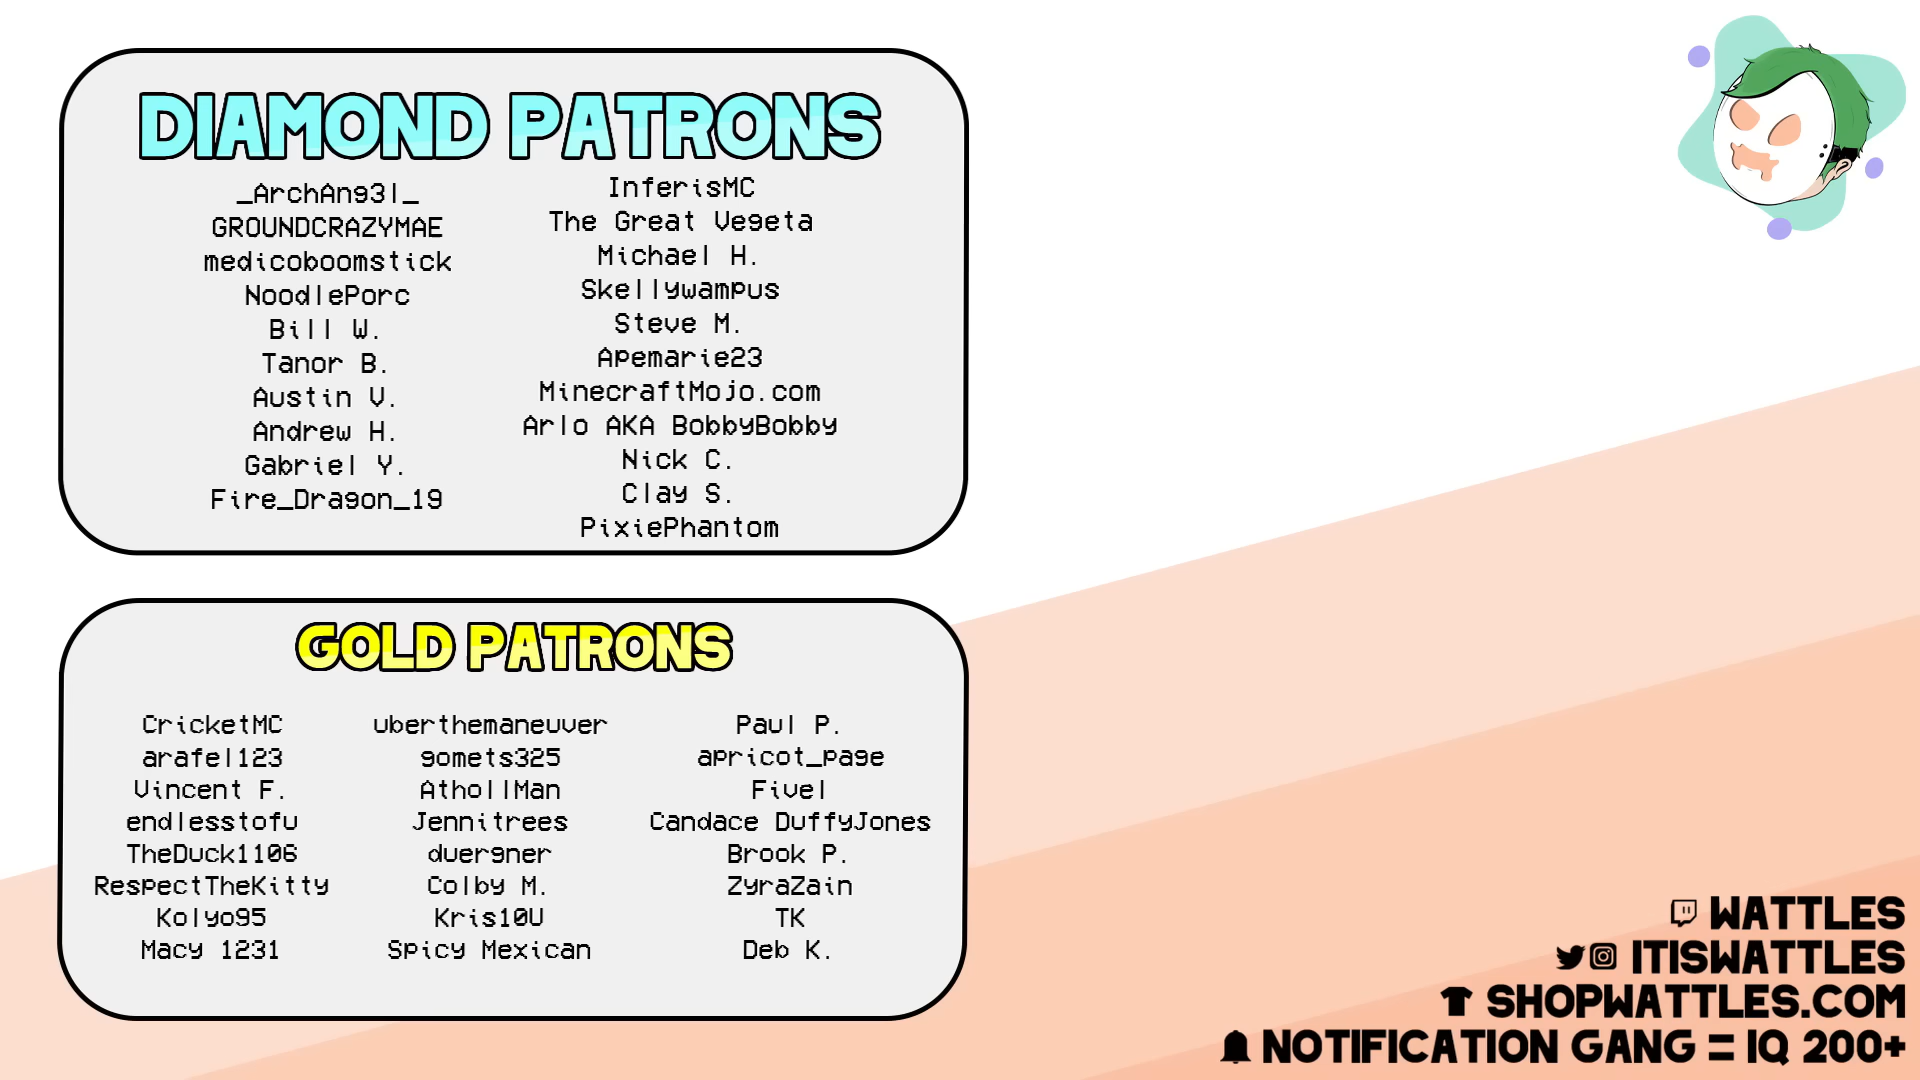 DIAMOND PATRONS
_ArchAng3l_
GROUNDCRAZYMAE
medicoboomstick
NoodlePorc
Bill W.
Tanor B.
Austin V.
Andrew H.
Gabriel Y.
Fire_Dragon_19
InferisMC
The Great Vegeta
Michael H.
Skellywampus
Steve M.
Apemarie23
MinecraftMojo.com
Arlo AKA BobbyBobby
Nick C.
Clay S.
PixiePhantom
GOLD PATRONS
CricketMC
arafel123
Vincent F.
endlesstofu
TheDuck1106
RespectTheKitty
Kolyo95
Macy 1231
uberthemaneuver
gomets325
AthollMan
Jennitrees
duergner
Colby M.
Kris10U
Spicy Mexican
Paul P.
apricot_page
Fivel
Candace DuffyJones
Brook P.
ZyraZain
TK
Deb K.
WATTLES
ITISWATTLES
SHOPWATTLES.COM
NOTIFICATION GANG = IQ 200+